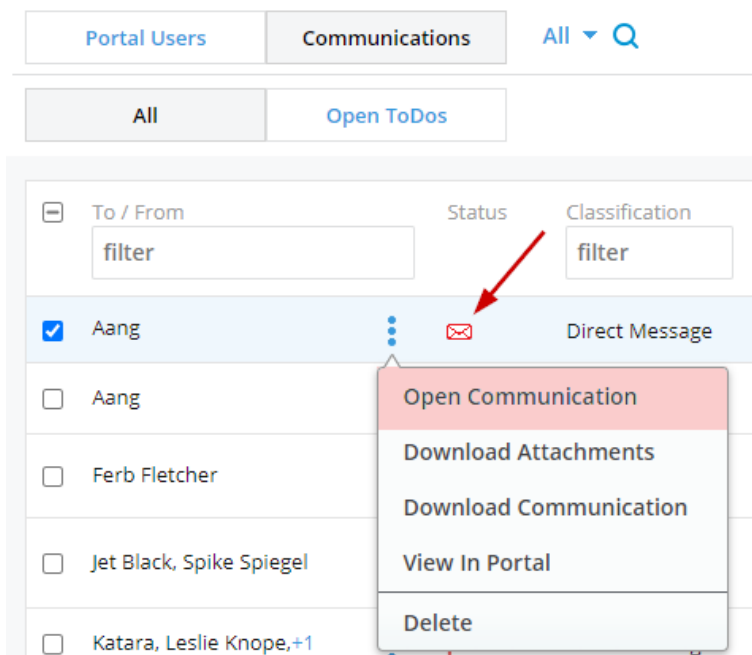 Portal Users Communications All
All Open ToDos
To / From Status Classification
filter filter
Aang Direct Message
Open Communication
Aang
Download Attachments
Ferb Fletcher
Download Communication
Jet Black, Spike Spiegel
View In Portal
Delete
Katara, Leslie Knope,+1